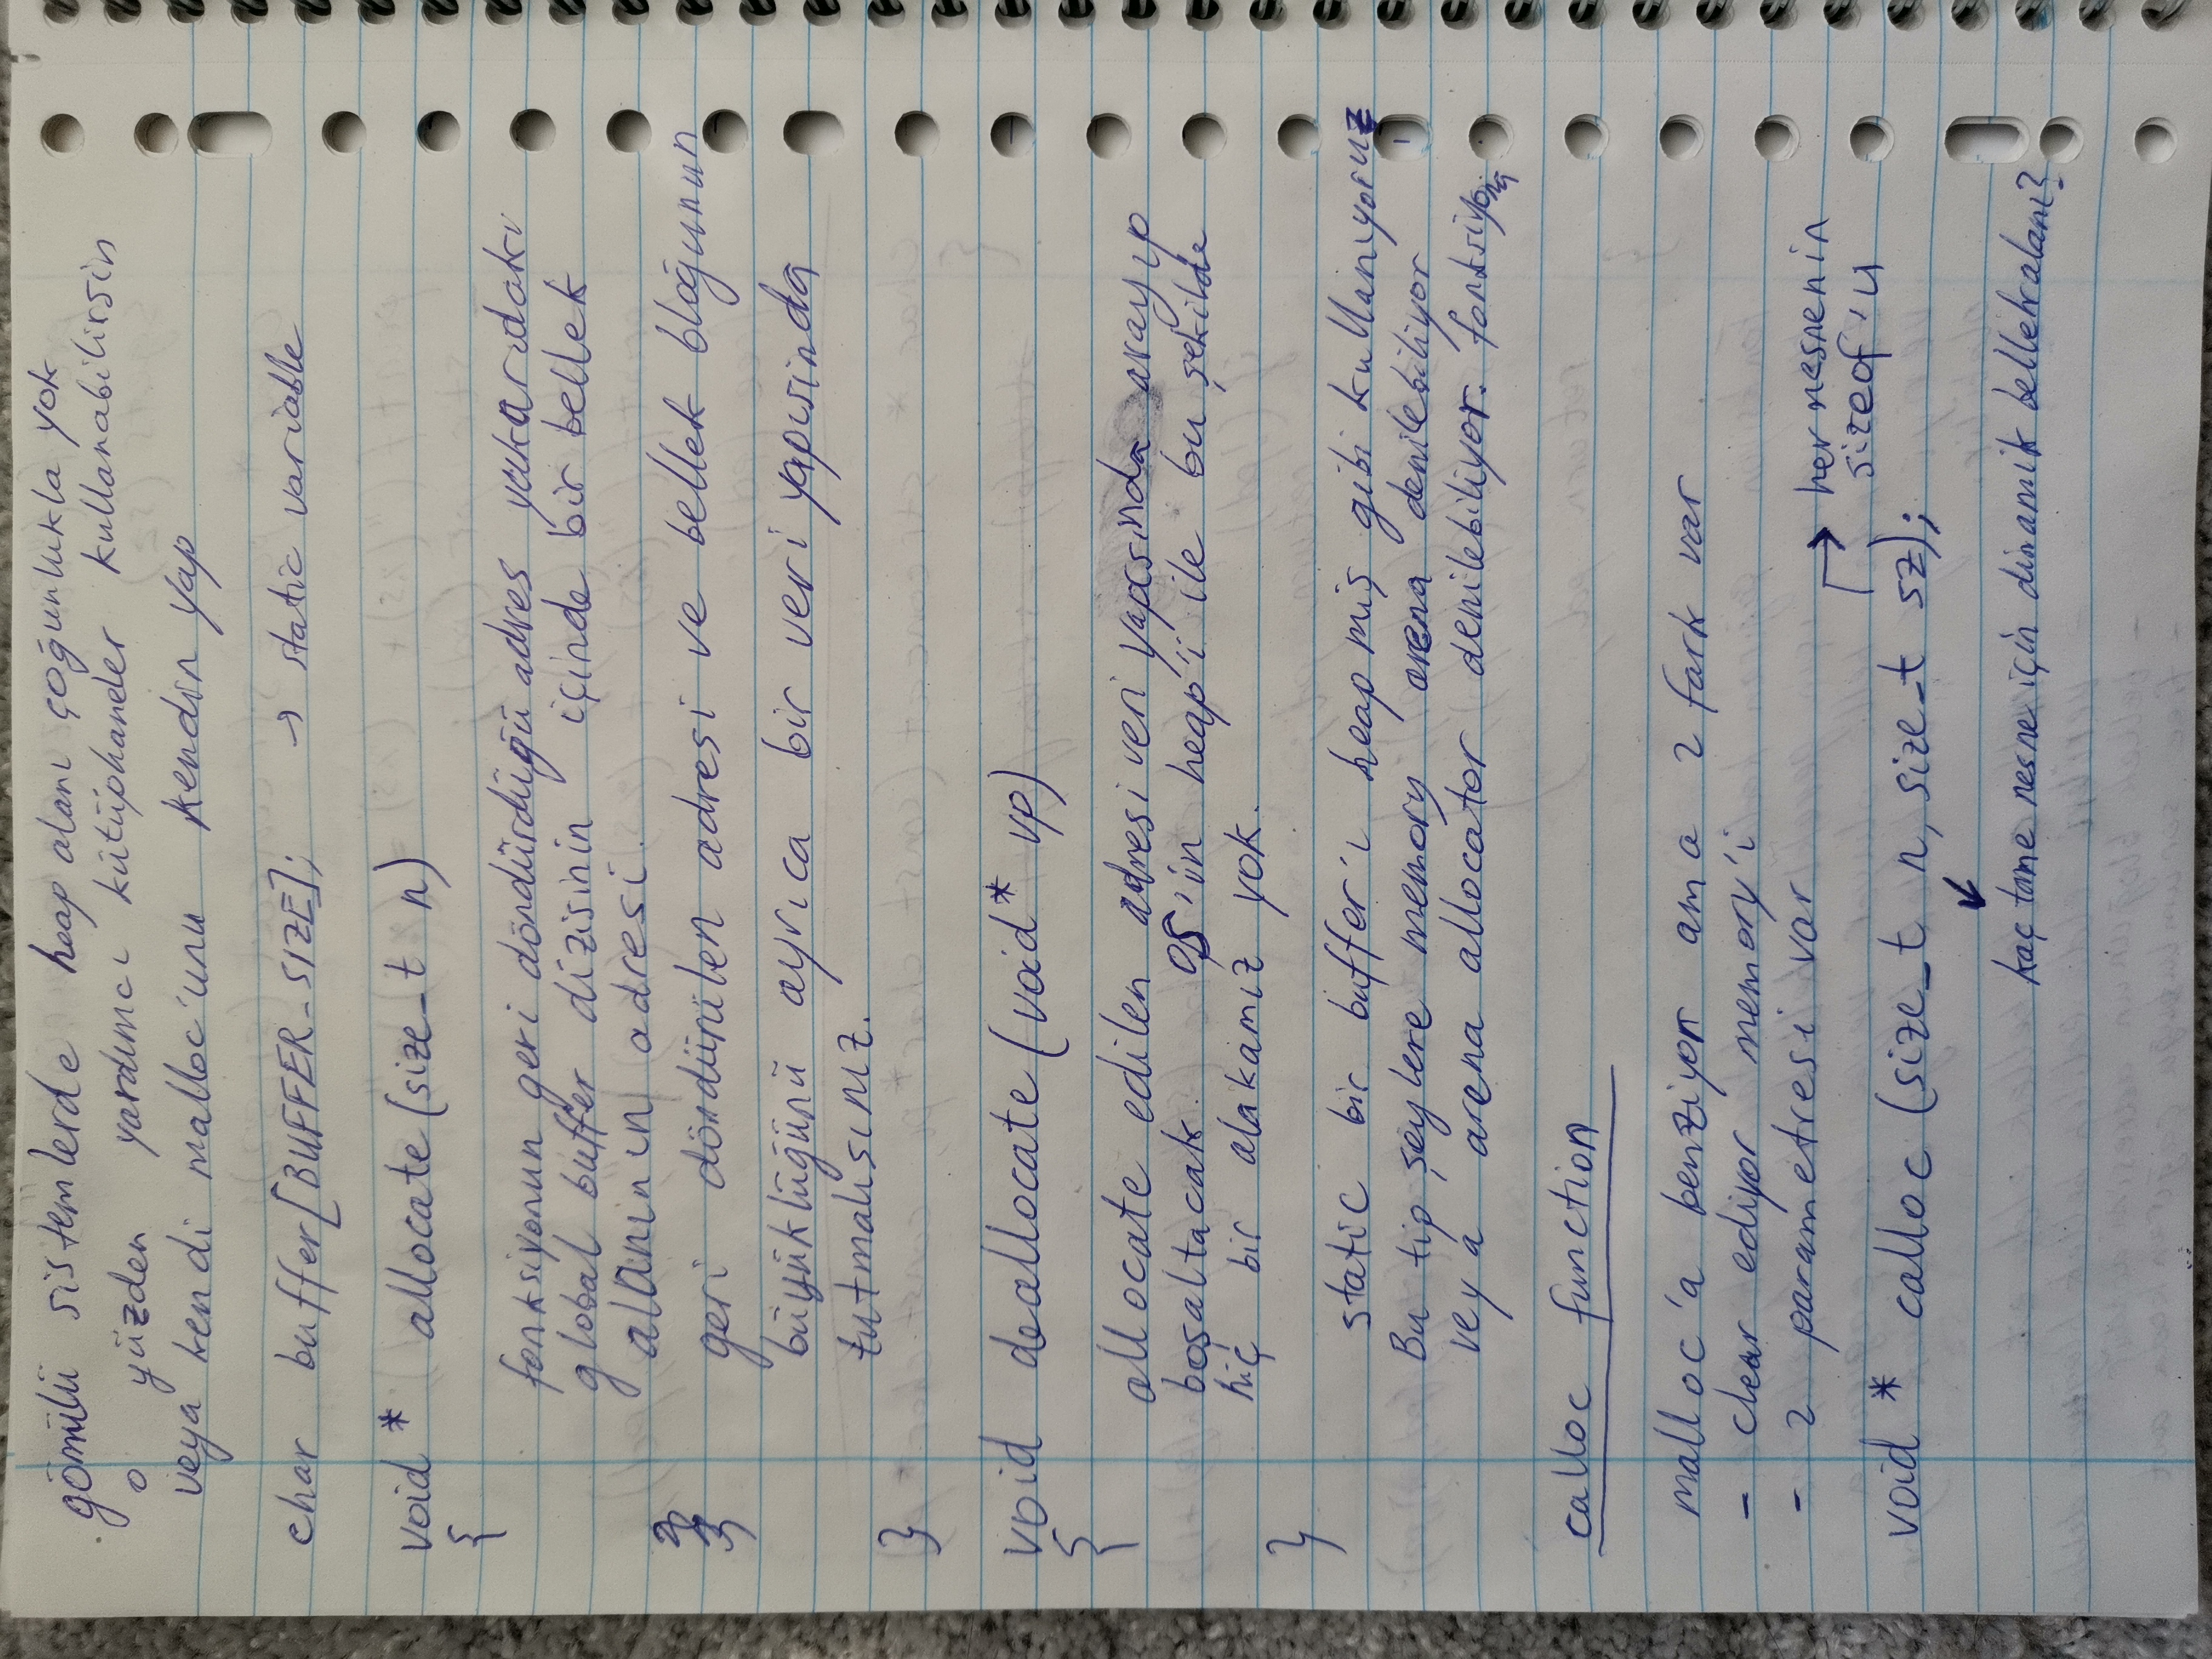 gömülü sistemlerde heap alanı çoğunlukla yok
o yüzden yardımcı kütüphaneler kullanabilirsin
veya kendi malloc'unu kendin yap
char buffer[BUFFER_SIZE]; → static variable
void * allocate(size_t n)
{
fonksiyonun geri döndürdüğü adres yukarıdaki
global buffer dizisinin içinde bir bellek
alanının adresi.
geri döndürülen adresi ve bellek bloğunun
büyüklüğünü ayrıca bir veri yapısında
tutmalısınız.
}
void deallocate(void* vp)
{
allocate edilen adresi veri yapısında arayıp
boşaltacak. OS'in heap'i ile bu şekilde
hiç bir alakamız yok.
}
static bir buffer'ı heap miş gibi kullanıyoruz
Bu tip şeylere memory arena denilebiliyor
veya arena allocator denilebiliyor. fonksiyona
calloc function
malloc'a benziyor ama 2 fark var
- clear ediyor memory'i
- 2 parametresi var
→ her nesnenin
sizeof'u
void * calloc (size_t n, size_t sz);
↓
kaç tane nesne için dinamik bellek alanı?